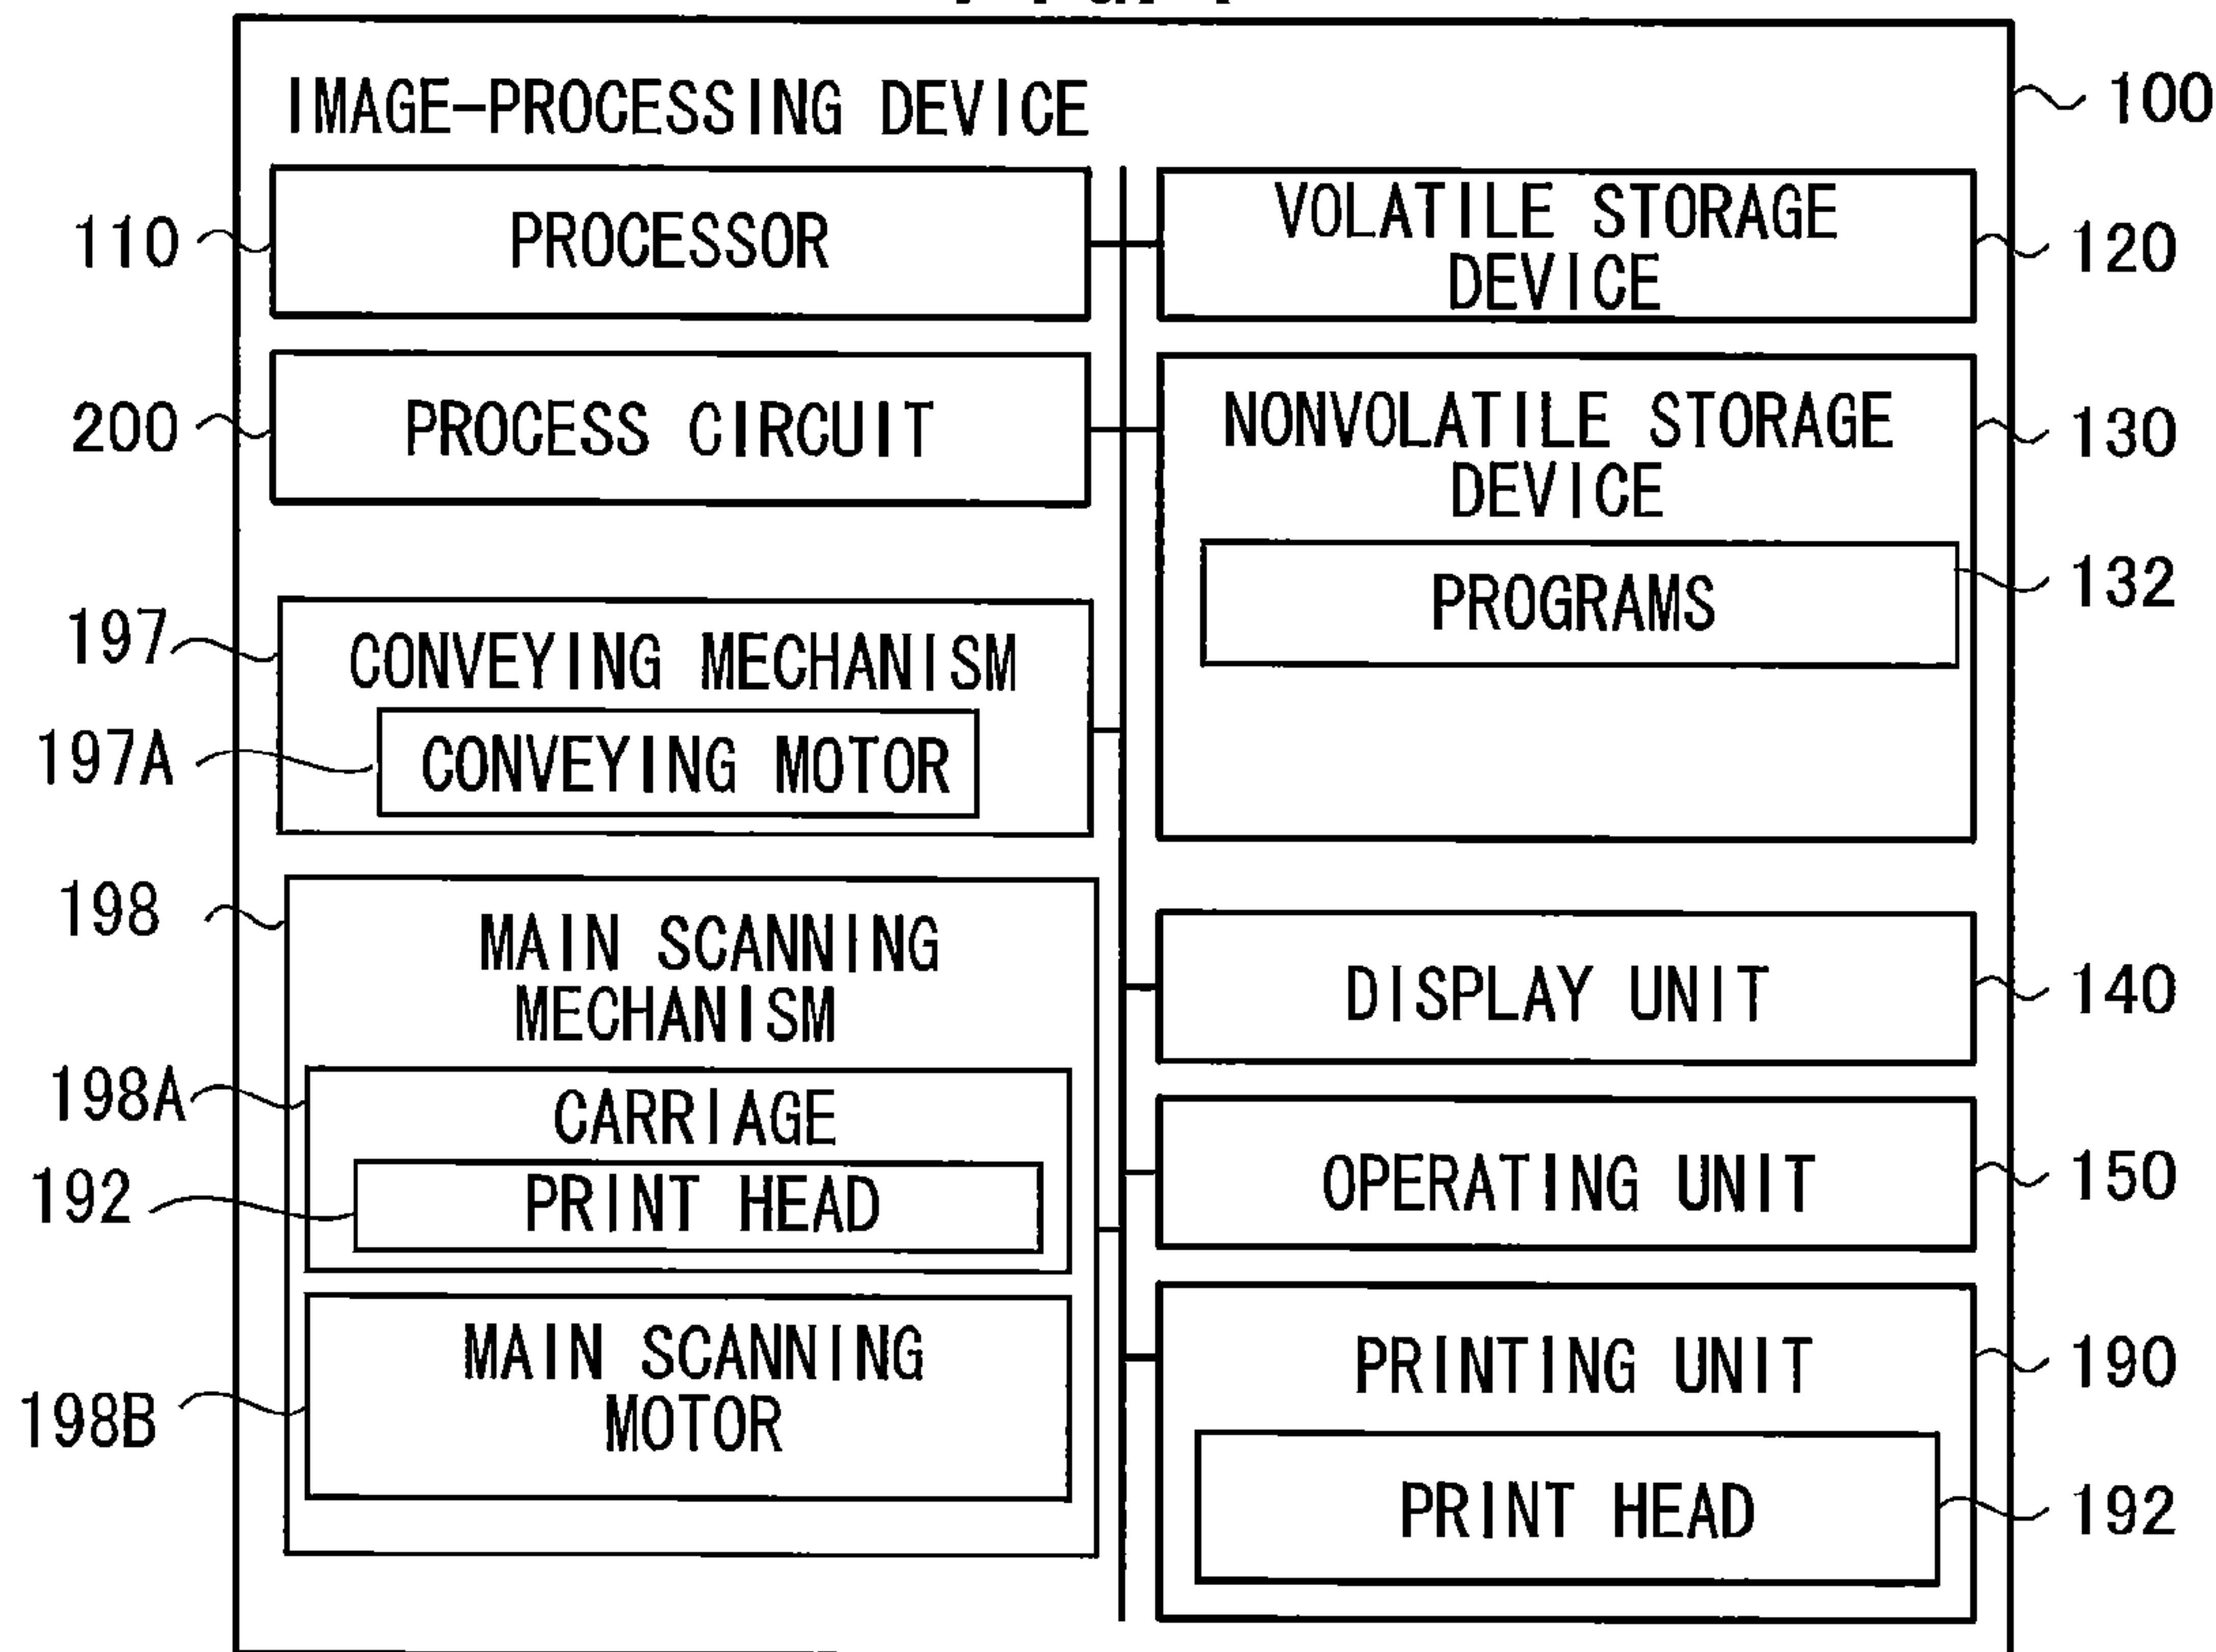 IMAGE-PROCESSING DEVICE
100
110
PROCESSOR
VOLATILE STORAGE
DEVICE
120
200
PROCESS CIRCUIT
NONVOLATILE STORAGE
DEVICE
130
PROGRAMS
132
197
CONVEYING MECHANISM
197A
CONVEYING MOTOR
198
MAIN SCANNING
MECHANISM
DISPLAY UNIT
140
198A
CARRIAGE
192
PRINT HEAD
OPERATING UNIT
150
198B
MAIN SCANNING
MOTOR
PRINTING UNIT
190
PRINT HEAD
192